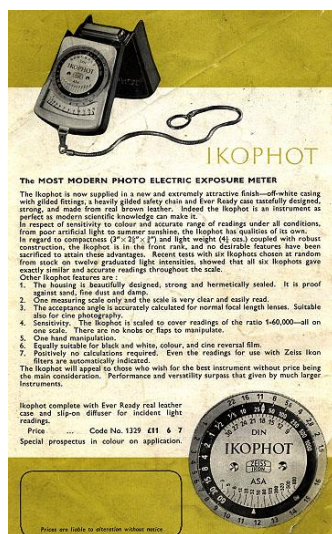 IKOPHOT
The MOST MODERN PHOTO ELECTRIC EXPOSURE METER
The Ikophot is now supplied in a new and extremely attractive finish—off-white casing
with gilded fittings, a heavily gilded safety chain and Ever Ready case tastefully designed,
strong, and made from real brown leather. Indeed the Ikophot is an instrument as
perfect as modern scientific knowledge can make it.
In respect of sensitivity to colour and accurate range of readings under all conditions,
from poor artificial light to summer sunshine, the Ikophot has qualities of its own.
In regard to compactness (3" × 2½" × ¾") and light weight (4½ ozs.) coupled with robust
construction, the Ikophot is in the front rank, and no desirable features have been
sacrificed to attain these advantages. Recent tests with six Ikophots chosen at random
from stock on twelve graduated light intensities, showed that all six Ikophots gave
exactly similar and accurate readings throughout the scale.
Other Ikophot features are :
1. The housing is beautifully designed, strong and hermetically sealed. It is proof
against sand, fine dust and damp.
2. One measuring scale only and the scale is very clear and easily read.
3. The acceptance angle is accurately calculated for normal focal length lenses. Suitable
also for cine photography.
4. Sensitivity. The Ikophot is scaled to cover readings of the ratio 1-60,000—all on
one scale. There are no knobs or flaps to manipulate.
5. One hand manipulation.
6. Equally suitable for black and white, colour, and cine reversal film.
7. Positively no calculations required. Even the readings for use with Zeiss Ikon
filters are automatically indicated.
The Ikophot will appeal to those who wish for the best instrument without price being
the main consideration. Performance and verstatility surpass that given by much larger
Instruments.
Ikophot complete with Ever Ready real leather
case and slip-on diffuser for incident light
readings.
Price ... Code No. 1329 £11 6 7
Special prospectus in colour on application.
DIN
IKOPHOT
ZEISS
IKON
ASA
Prices are liable to alteration without notice